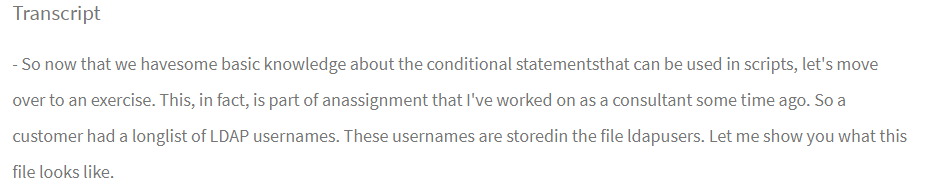 Transcript
- So now that we havesome basic knowledge about the conditional statementsthat can be used in scripts, let's move
over to an exercise. This, in fact, is part of anassignment that I've worked on as a consultant some time ago. So a
customer had a longlist of LDAP usernames. These usernames are storedin the file ldapusers. Let me show you what this
file looks like.